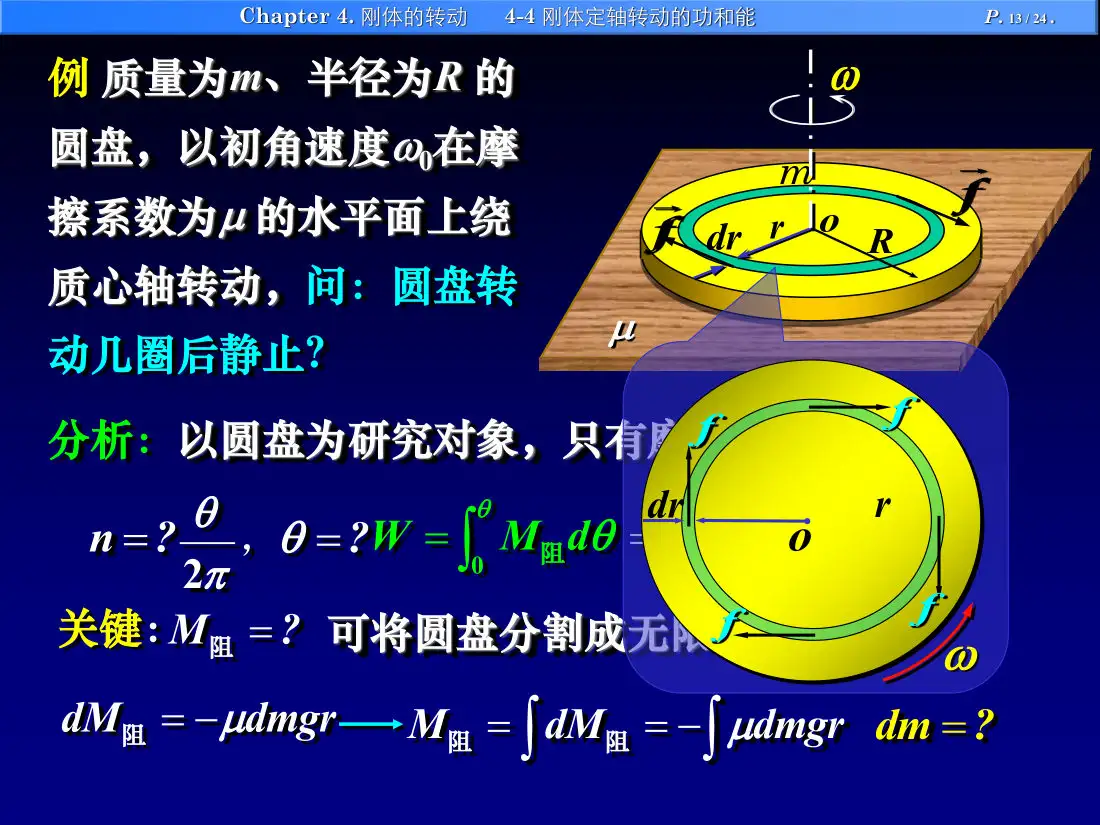 Chapter 4. 刚体的转动 4-4 刚体定轴转动的功和能 P. 13 / 24 .
例 质量为m、半径为R 的
圆盘，以初角速度ω0在摩
擦系数为μ 的水平面上绕
质心轴转动，问：圆盘转
动几圈后静止？
ω
m
f
f
dr r o R
μ
分析：以圆盘为研究对象，只有
n = ? θ/2π , θ = ? W = ∫₀^θ M阻 dθ =
关键: M阻 = ? 可将圆盘分割成无限
f
f
dr
r
o
f
f
ω
dM阻 = −μdmgr → M阻 = ∫ dM阻 = −∫ μdmgr dm = ?